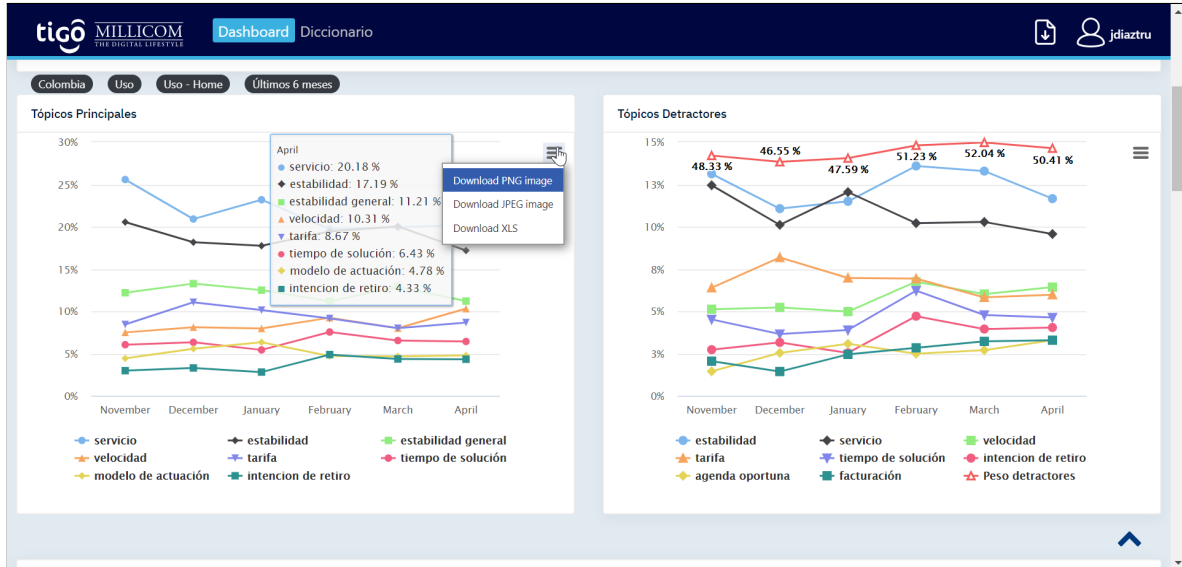 tigo MILLICOM Dashboard Diccionario jdiaztru
THE DIGITAL LIFESTYLE
Colombia Uso Uso - Home Últimos 6 meses
Tópicos Principales
30%
25%
15%
10%
5%
0%
April
servicio: 20.18 %
estabilidad: 17.19 %
estabilidad general: 11.21 %
velocidad: 10.31 %
tarifa: 8.67 %
tiempo de solución: 6.43 %
modelo de actuación: 4.78 %
intencion de retiro: 4.33 %
Download PNG image
Download JPEG image
Download XLS
November December January February March April
servicio estabilidad estabilidad general
velocidad tarifa tiempo de solución
modelo de actuación intencion de retiro
Tópicos Detractores
15%
13%
10%
8%
5%
3%
0%
48.33 % 46.55 % 47.59 % 51.23 % 52.04 % 50.41 %
November December January February March April
estabilidad servicio velocidad
tarifa tiempo de solución intencion de retiro
agenda oportuna facturación Peso detractores